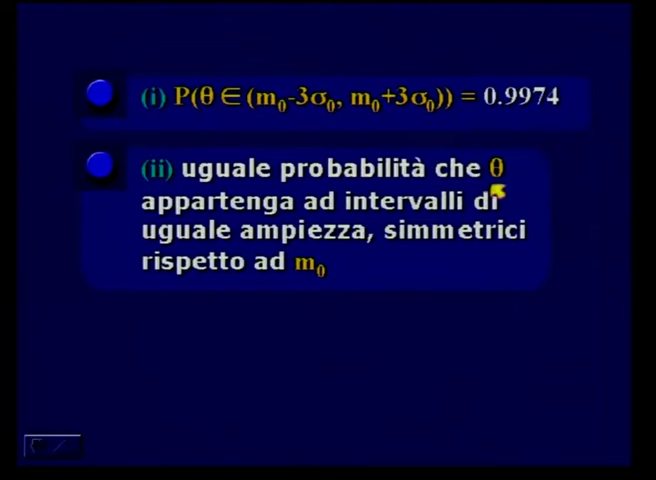 (i) P(θ ∈ (m₀-3σ₀, m₀+3σ₀)) = 0.9974
(ii) uguale probabilità che θ
appartenga ad intervalli di
uguale ampiezza, simmetrici
rispetto ad m₀